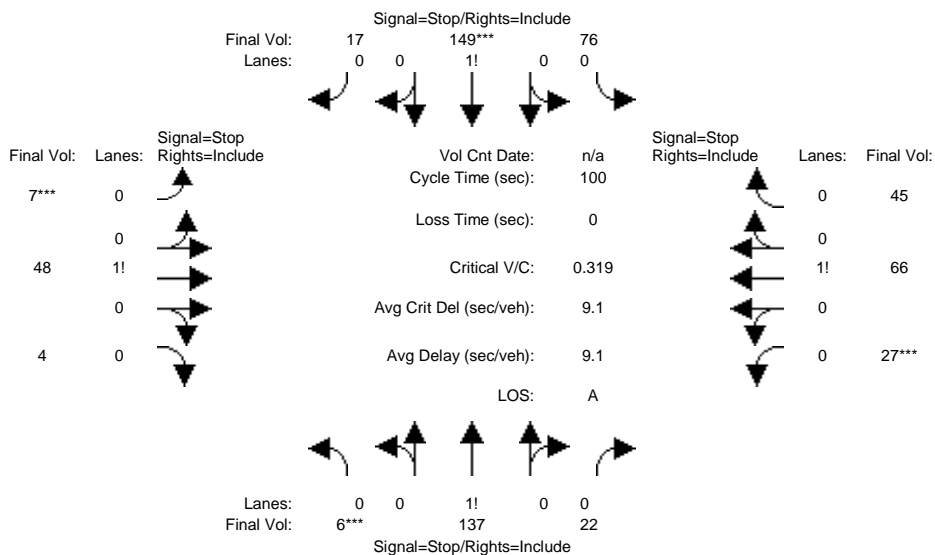 Signal=Stop/Rights=Include
Final Vol: 17 149*** 76
Lanes: 0 0 1! 0 0
Signal=Stop
Final Vol: Lanes: Rights=Include
Vol Cnt Date: n/a
Signal=Stop
Rights=Include Lanes: Final Vol:
Cycle Time (sec): 100
7*** 0
0 45
Loss Time (sec): 0
0
0
48 1!
Critical V/C: 0.319
1! 66
0
Avg Crit Del (sec/veh): 9.1
0
4 0
Avg Delay (sec/veh): 9.1
0 27***
LOS: A
Lanes: 0 0 1! 0 0
Final Vol: 6*** 137 22
Signal=Stop/Rights=Include